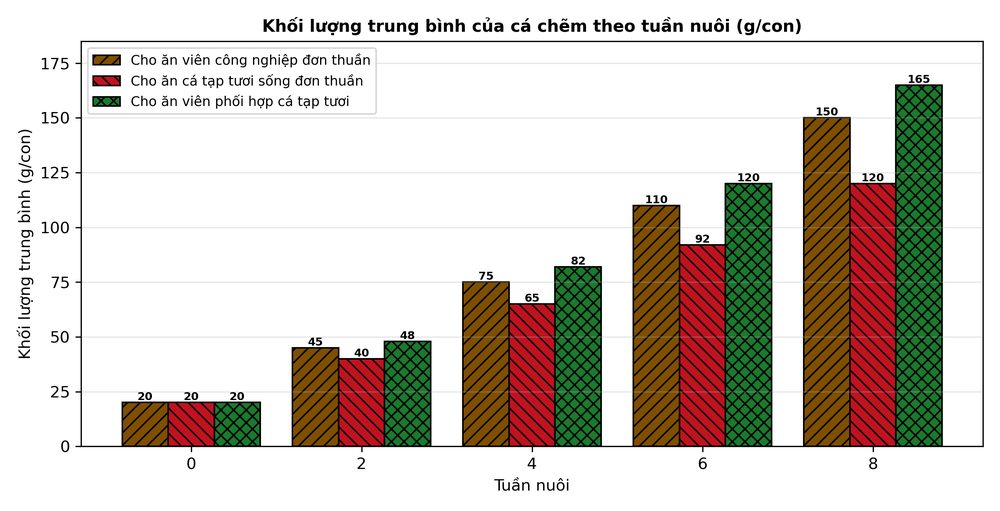 Khối lượng trung bình của cá chẽm theo tuần nuôi (g/con)
Cho ăn viên công nghiệp đơn thuần
Cho ăn cá tạp tươi sống đơn thuần
Cho ăn viên phối hợp cá tạp tươi
Khối lượng trung bình (g/con)
175
150
125
100
75
50
25
0
20 20 20
45 40 48
75 65 82
110 92 120
150 120 165
0 2 4 6 8
Tuần nuôi